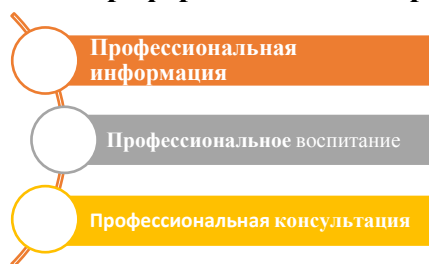 Профессиональная
информация
Профессиональное воспитание
Профессиональная консультация